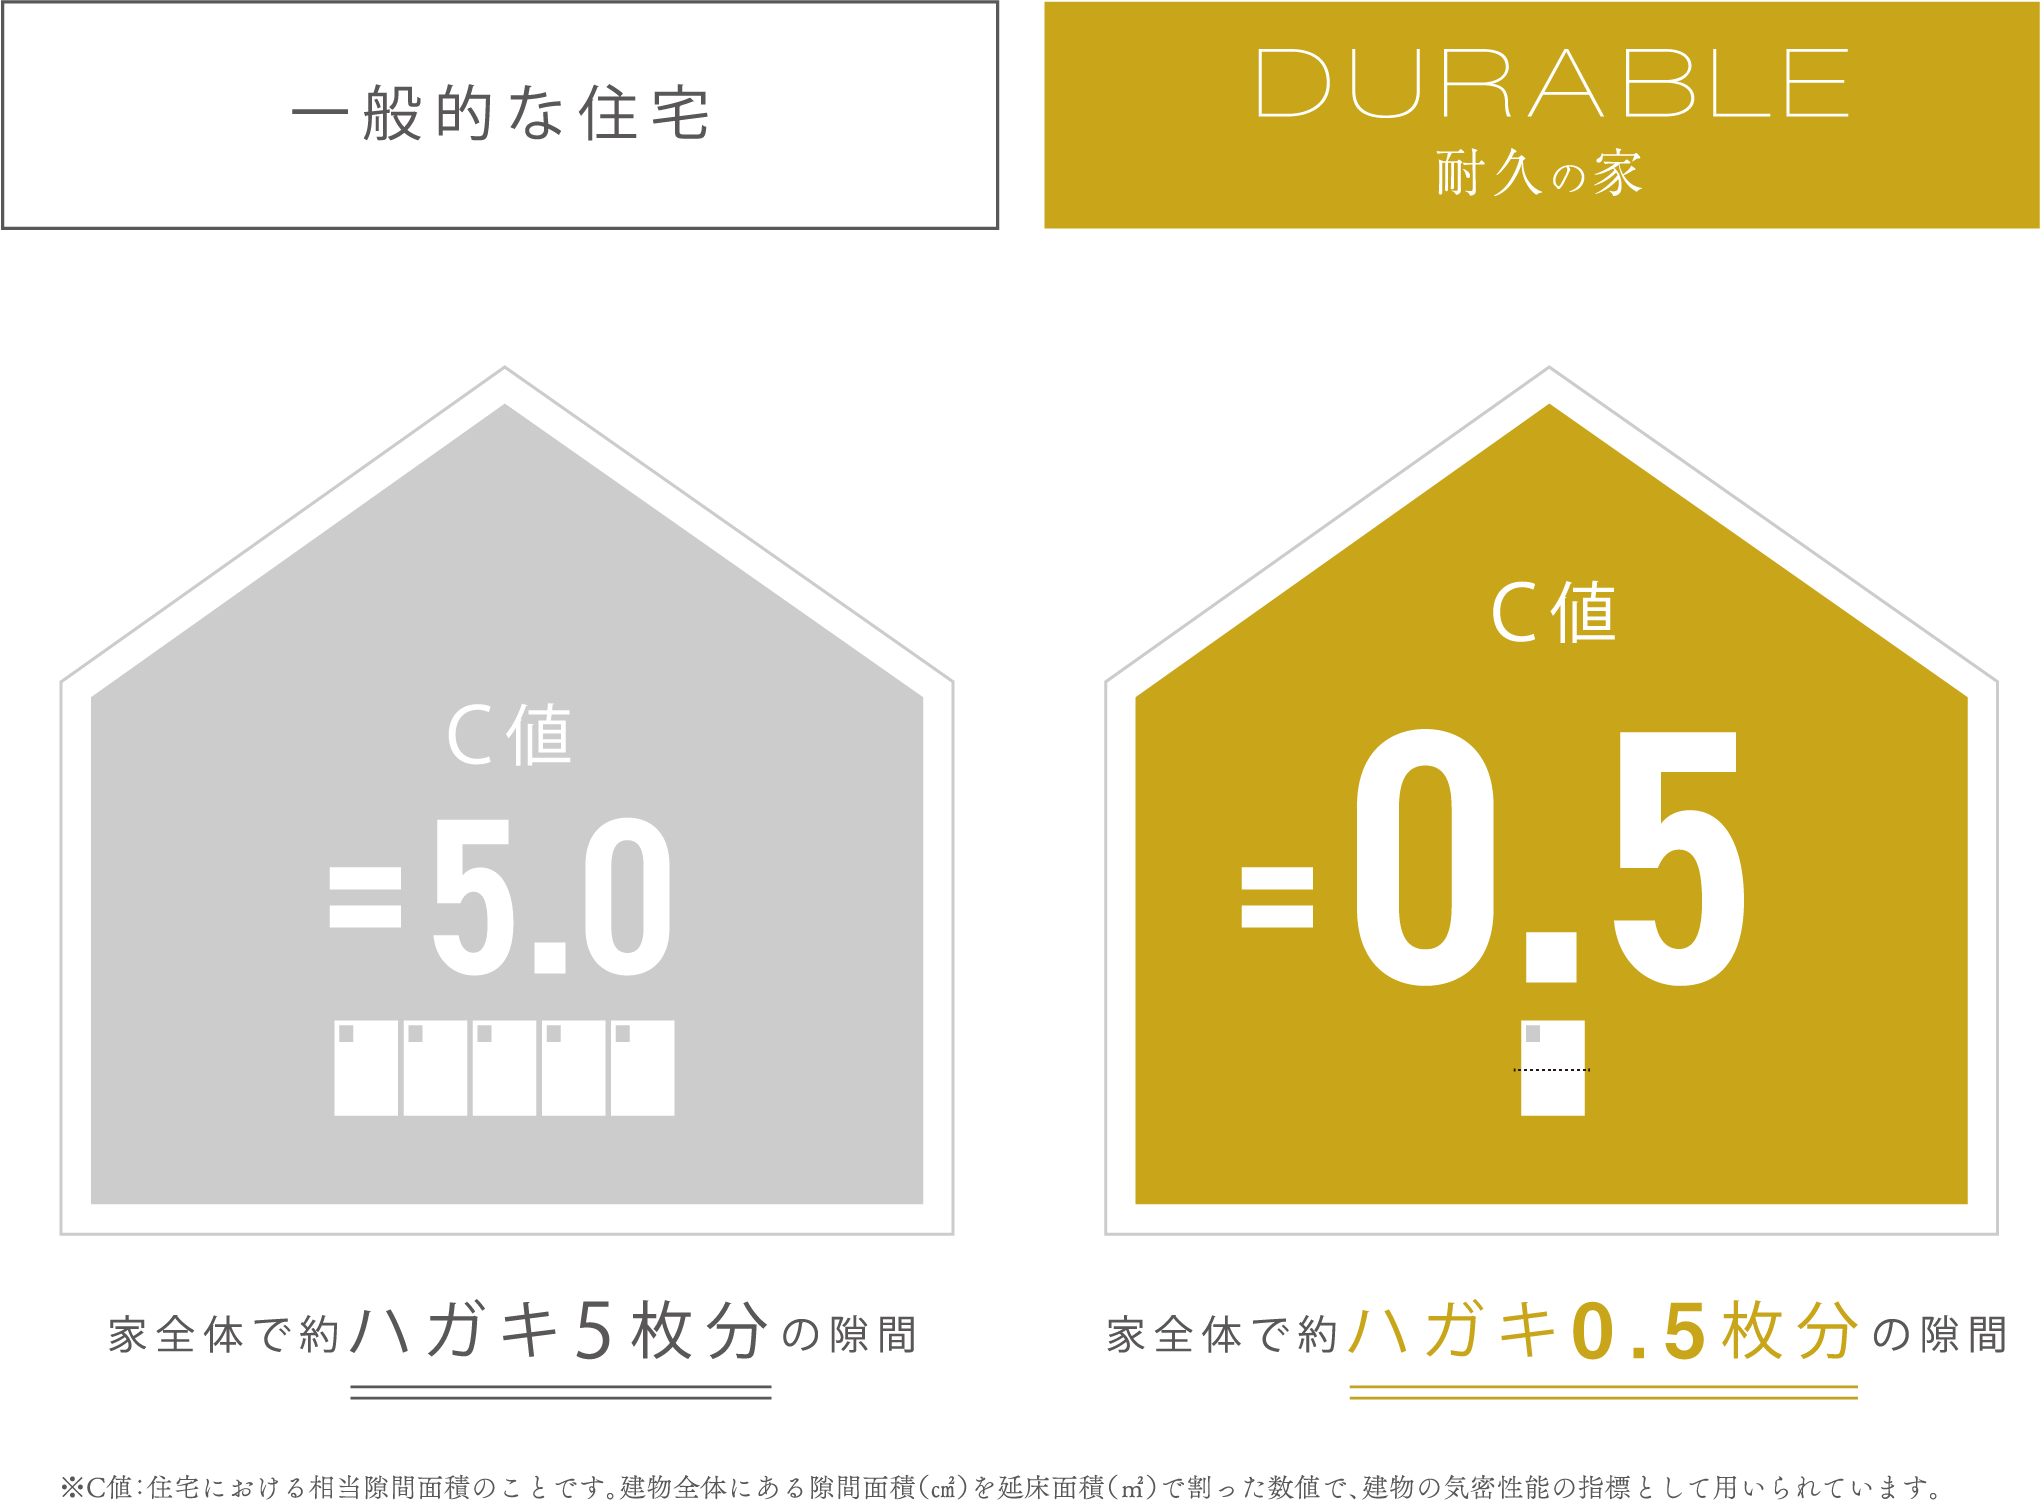 一般的な住宅
DURABLE
耐久の家
C値
=5.0
家全体で約ハガキ5枚分の隙間
C値
=0.5
家全体で約ハガキ0.5枚分の隙間
※C値：住宅における相当隙間面積のことです。建物全体にある隙間面積（㎠）を延床面積（㎡）で割った数値で、建物の気密性能の指標として用いられています。